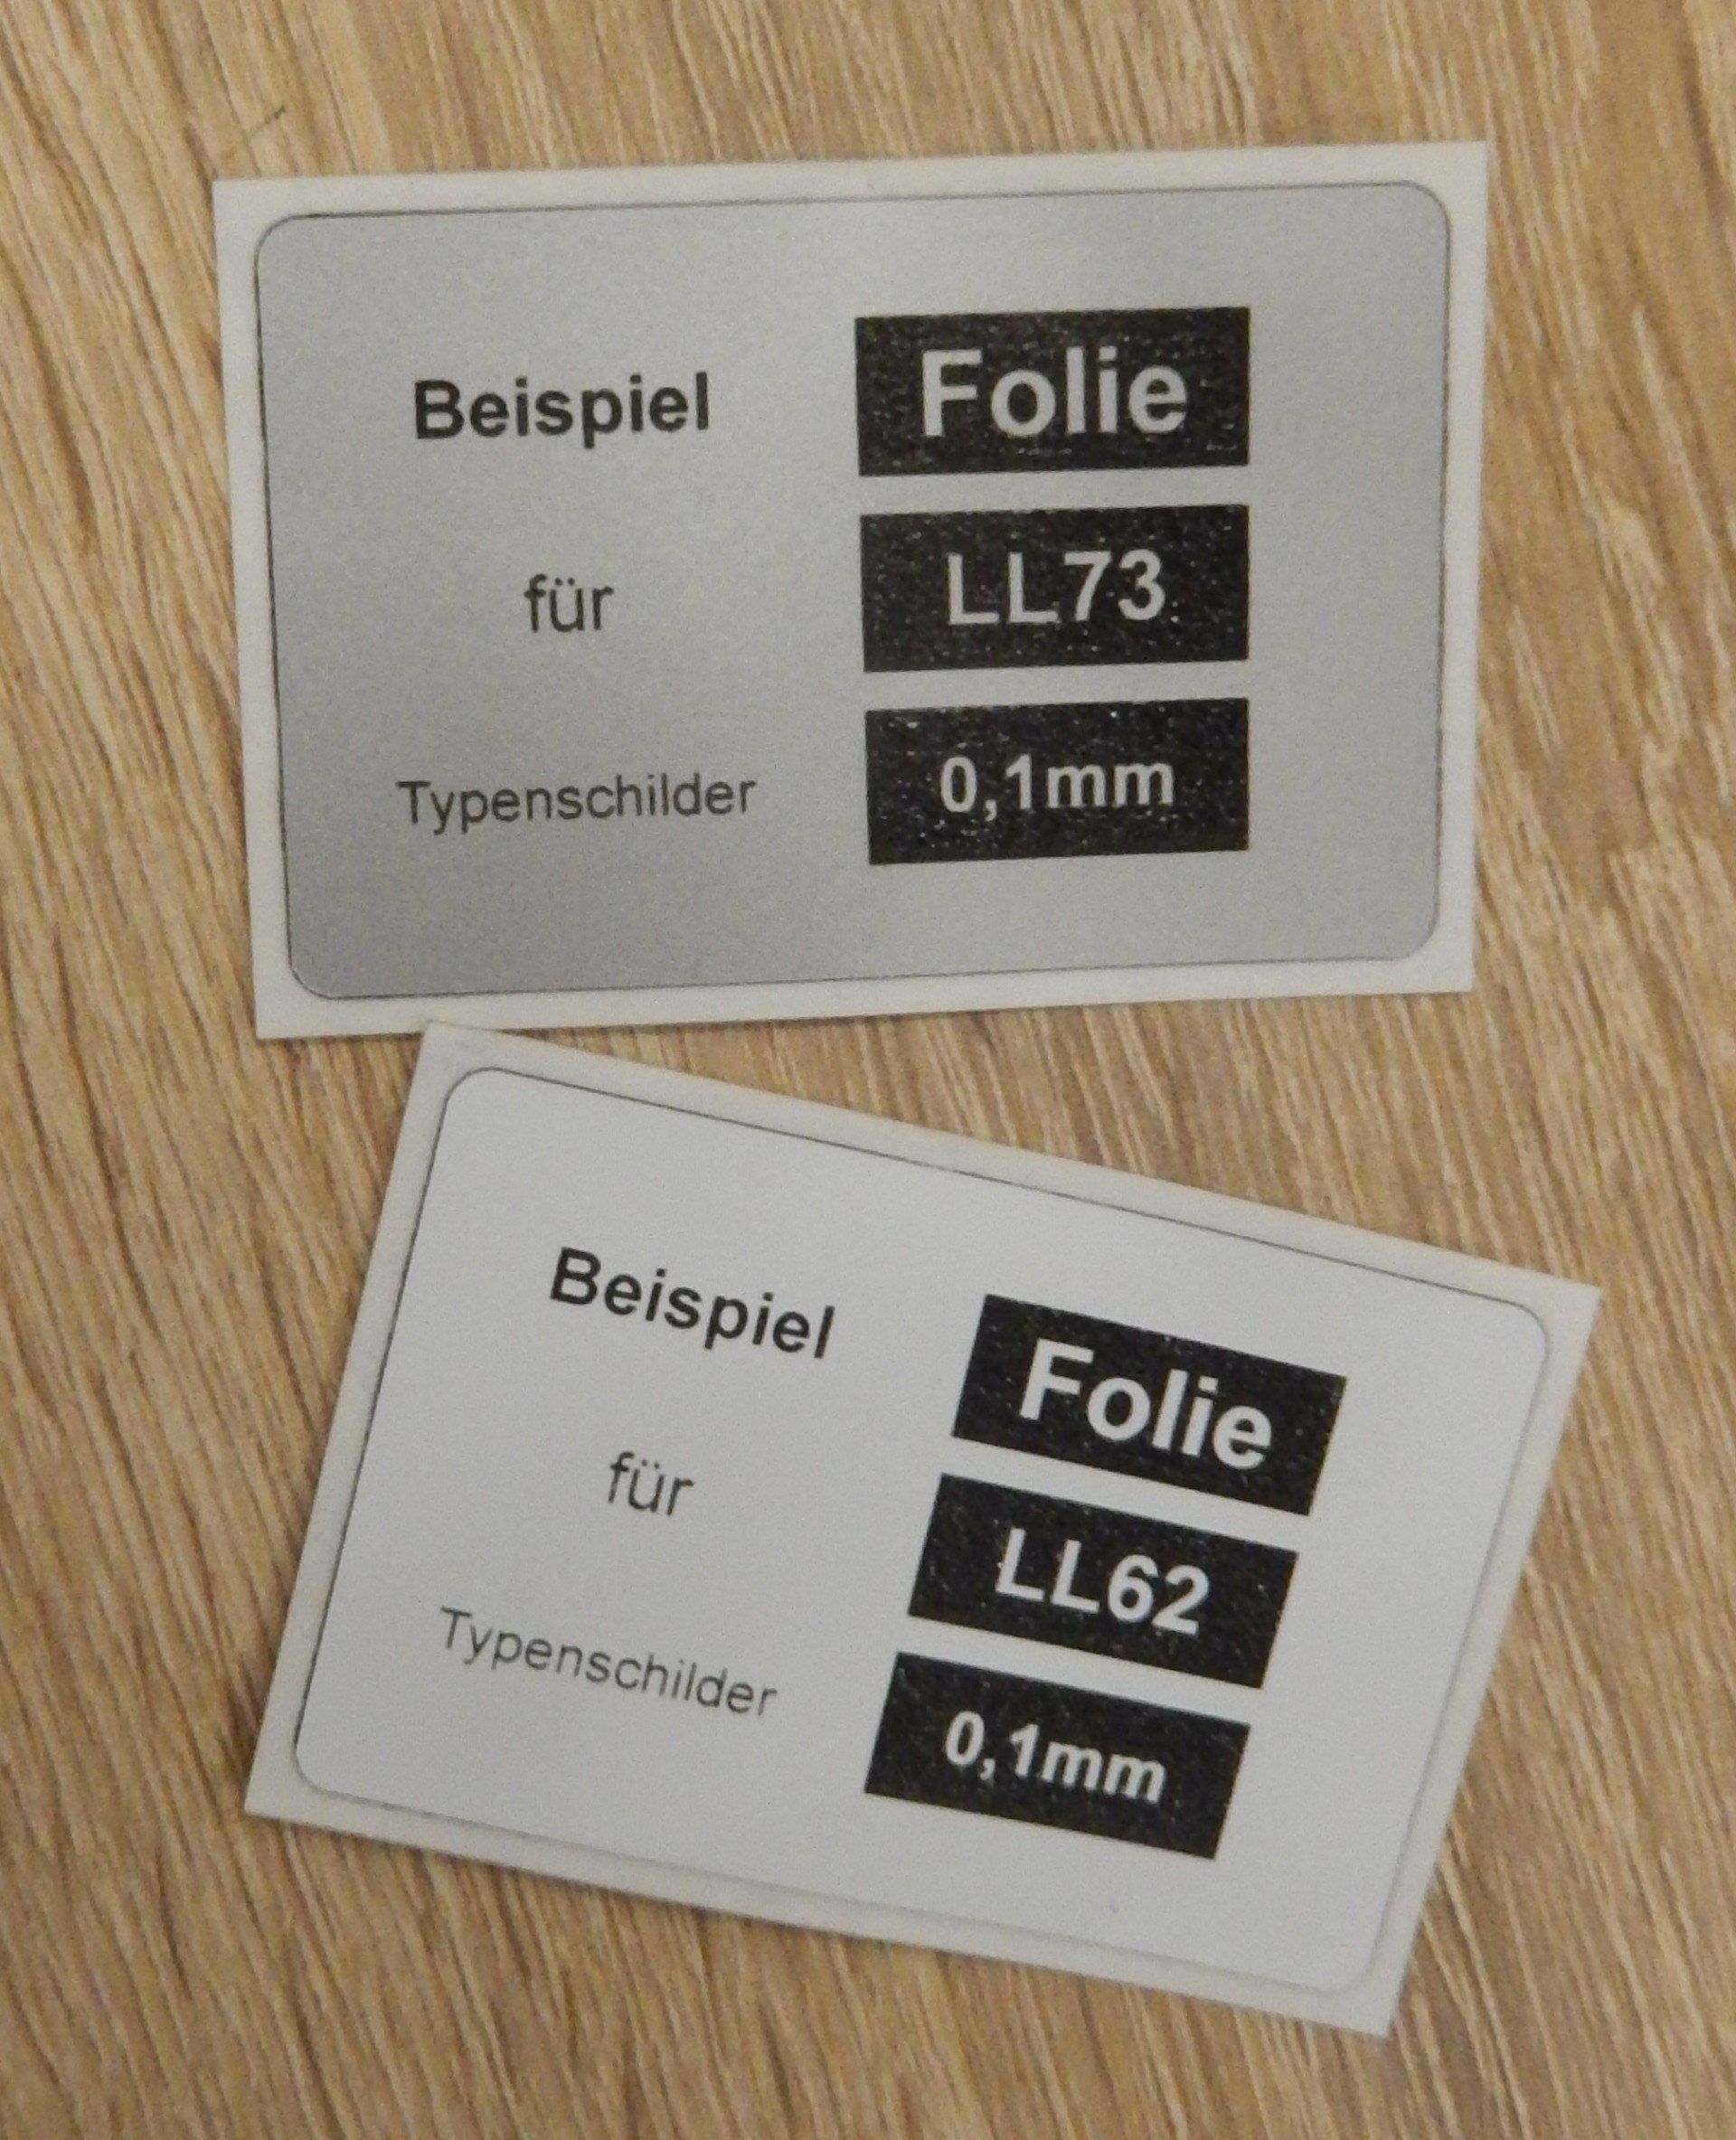 Beispiel Folie
für LL73
Typenschilder 0,1mm
Beispiel Folie
für LL62
Typenschilder 0,1mm